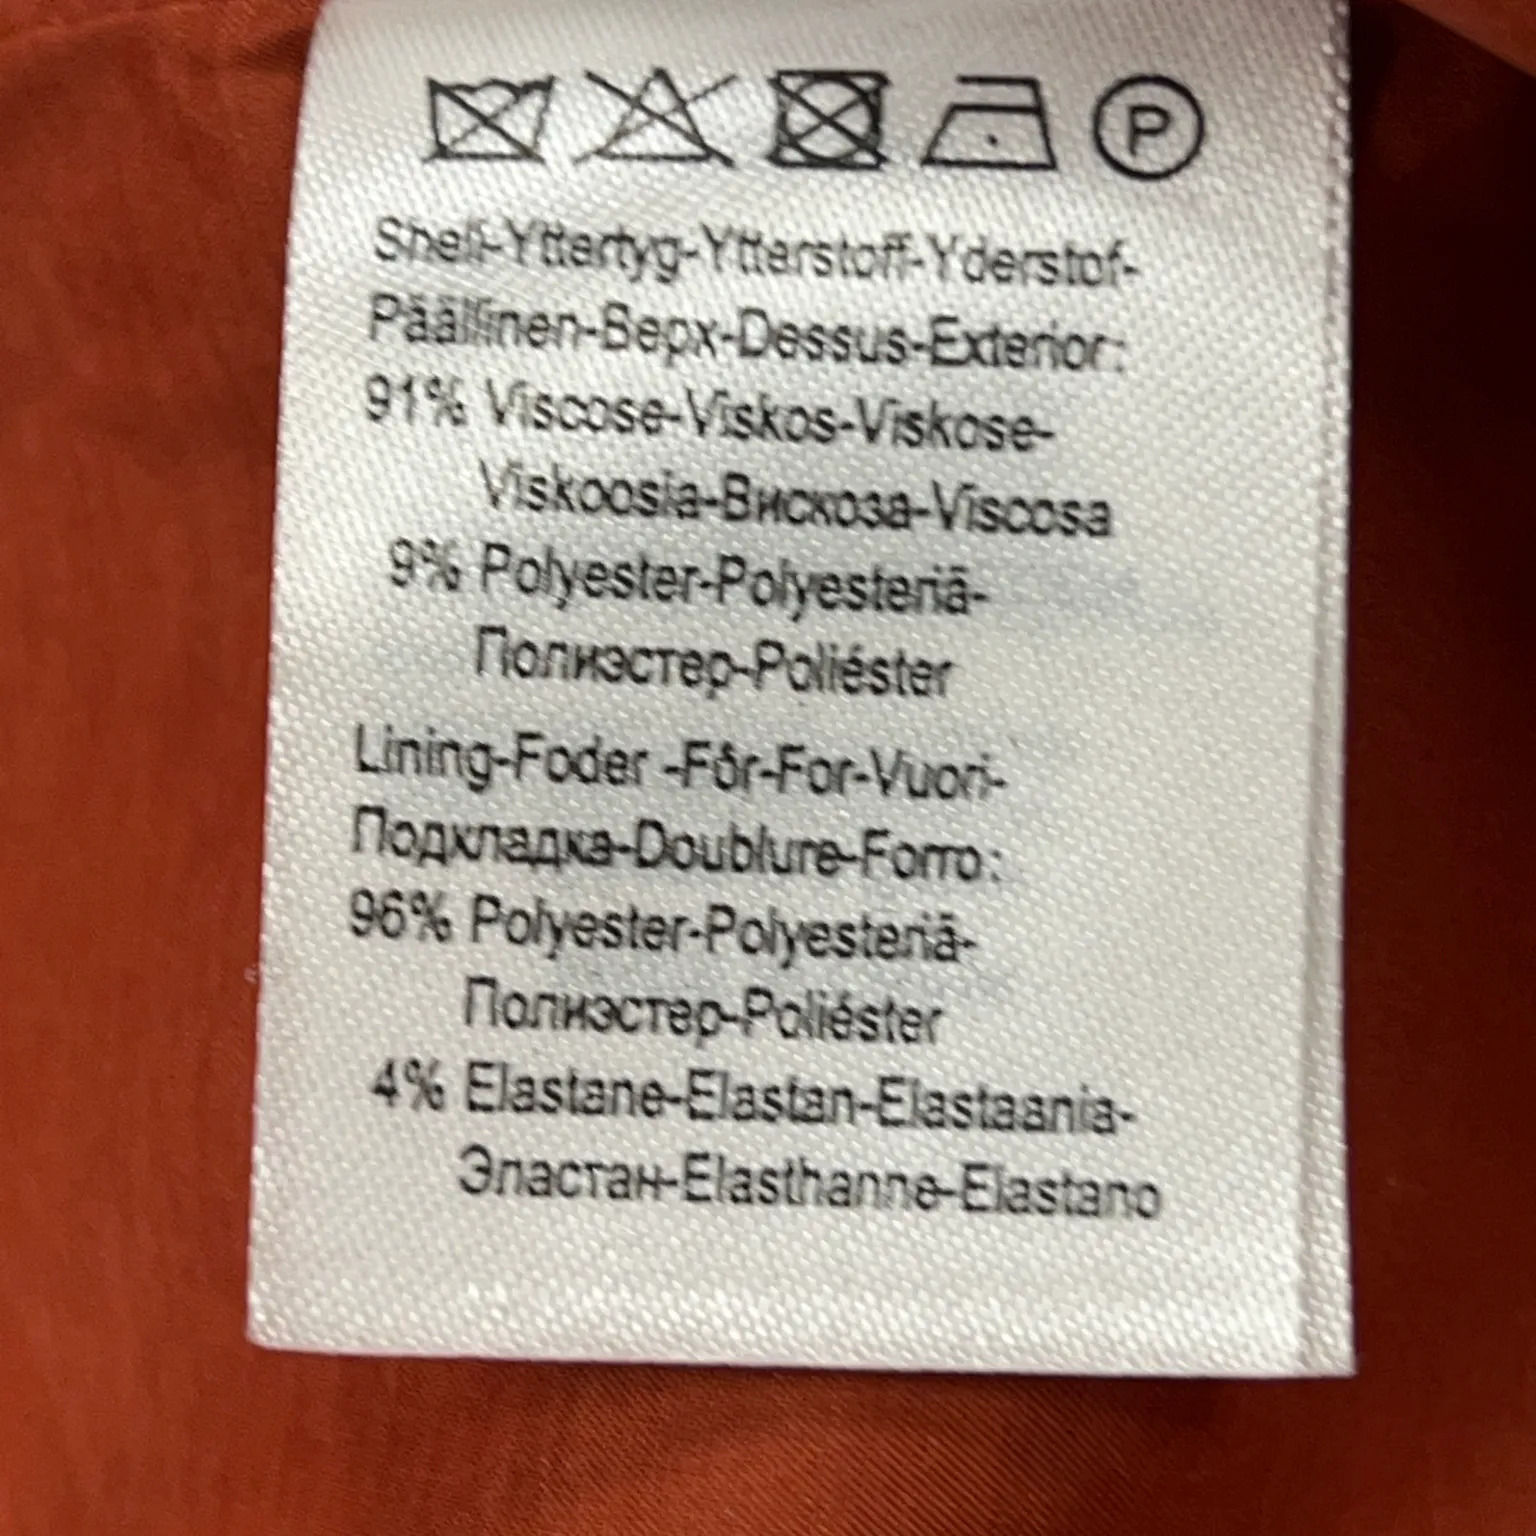 P
Shell-Yttertyg-Ytterstoff-Yderstof-
Päällinen-Верх-Dessus-Exterior:
91% Viscose-Viskos-Viskose-
Viskoosia-Вискоза-Viscosa
9% Polyester-Polyesteriä-
Полиэстер-Poliéster
Lining-Foder -Fôr-For-Vuori-
Подкладка-Doublure-Forro:
96% Polyester-Polyesteriä-
Полиэстер-Poliéster
4% Elastane-Elastan-Elastaania-
Эластан-Elasthanne-Elastano